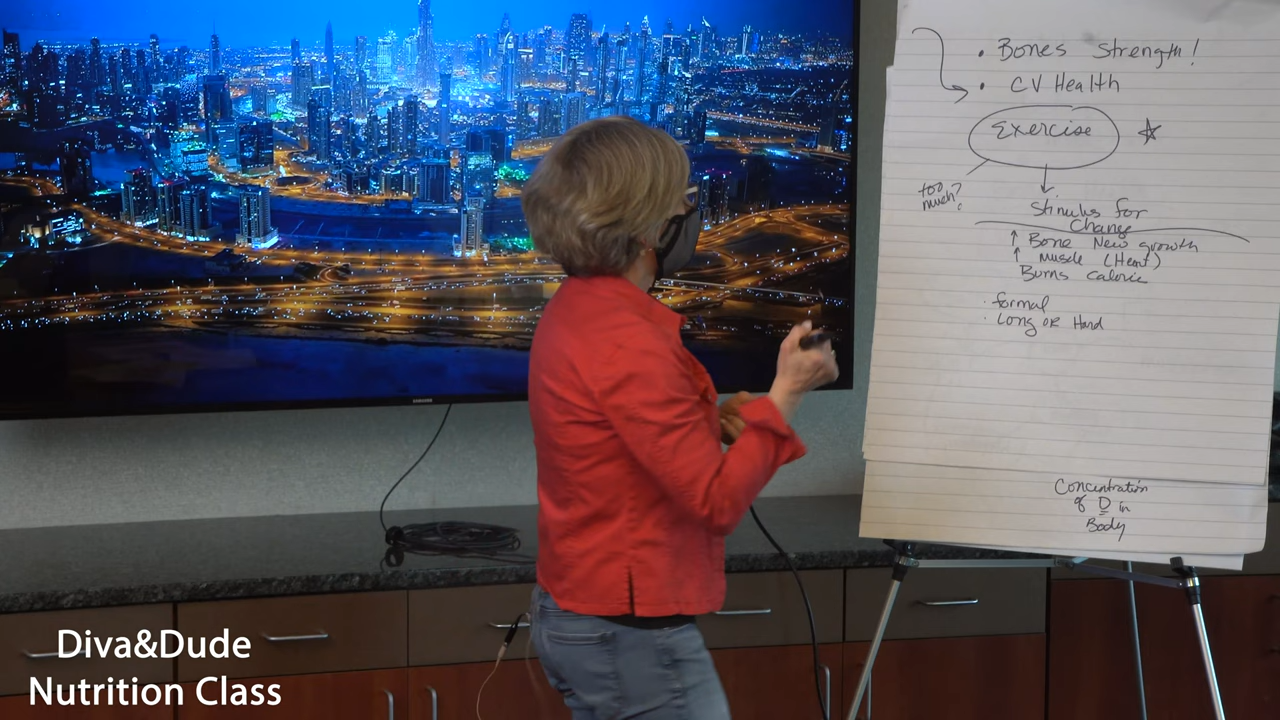 • Bones Strength!
• CV Health
Exercise
too
much?
Stimulus for
Change
↑ Bone New growth
↑ Muscle (Heart)
Burns calorie
· formal
· Long or Hard
Concentration
of D in
Body
SAMSUNG
Diva&Dude
Nutrition Class